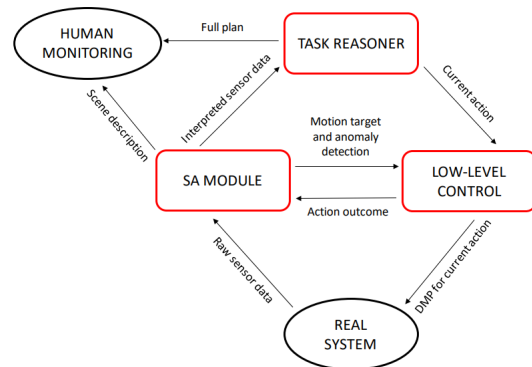 HUMAN
MONITORING
Full plan
TASK REASONER
Scene description
Interpreted sensor data
Current action
Motion target
and anomaly
detection
SA MODULE
LOW-LEVEL
CONTROL
Action outcome
Raw sensor data
DMP for current action
REAL
SYSTEM